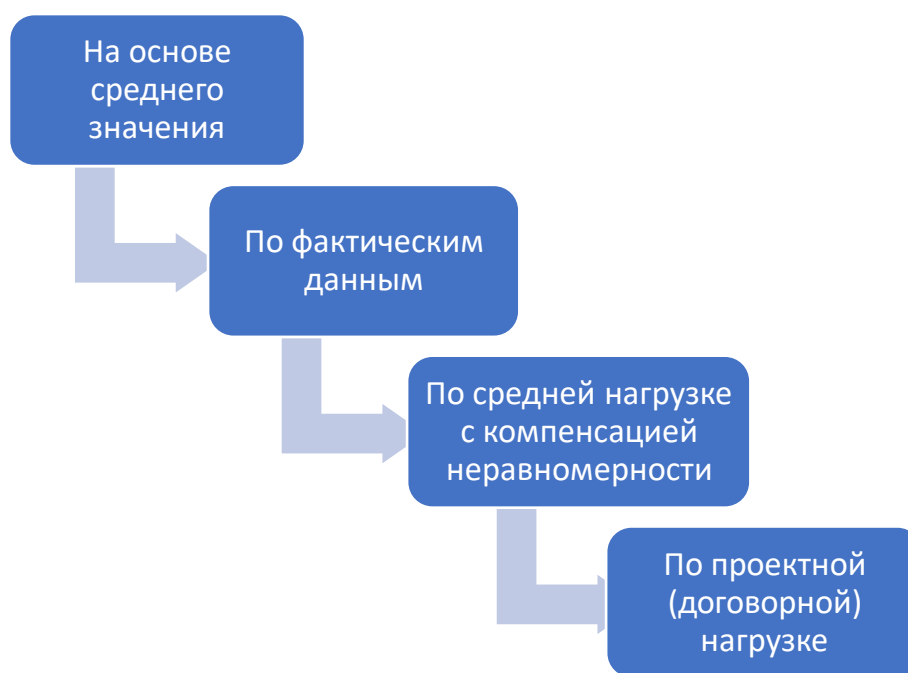 На основе
среднего
значения
По фактическим
данным
По средней нагрузке
с компенсацией
неравномерности
По проектной
(договорной)
нагрузке